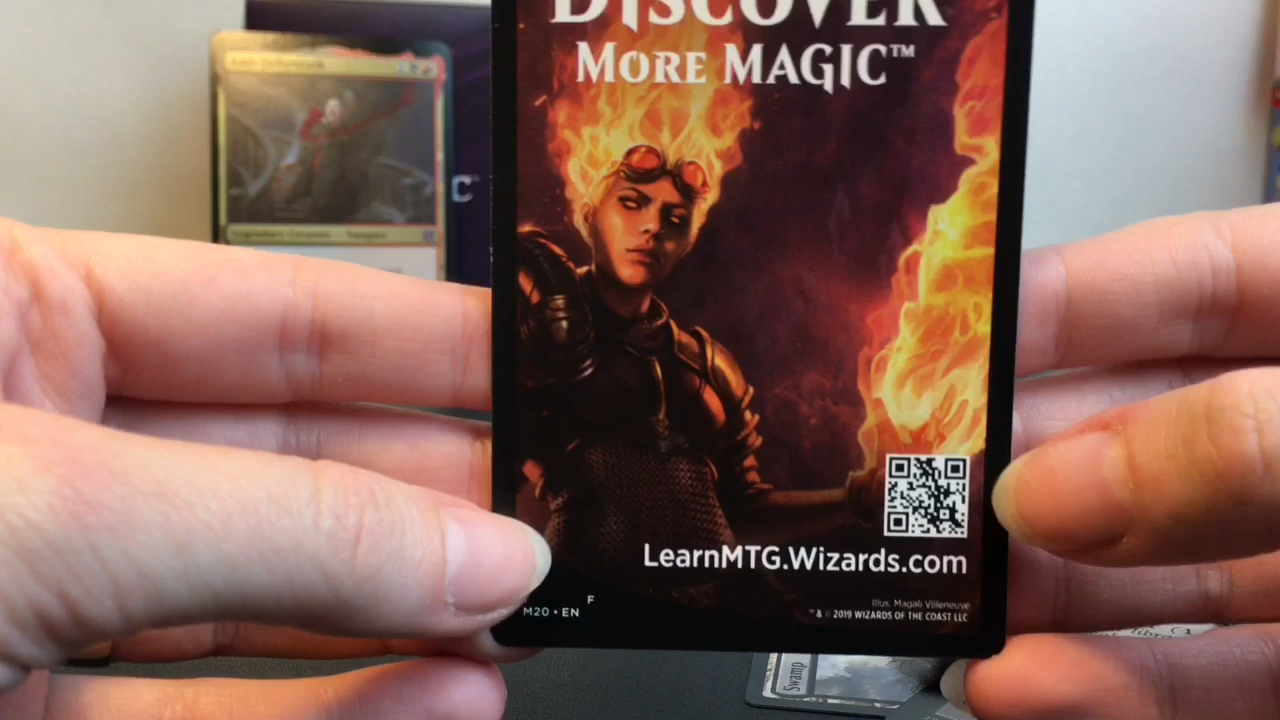 DISCOVER
MORE MAGIC™
C
LearnMTG.Wizards.com
F
M20 • EN
Illus. Magali Villeneuve
™ & © 2019 WIZARDS OF THE COAST LLC
Swamp